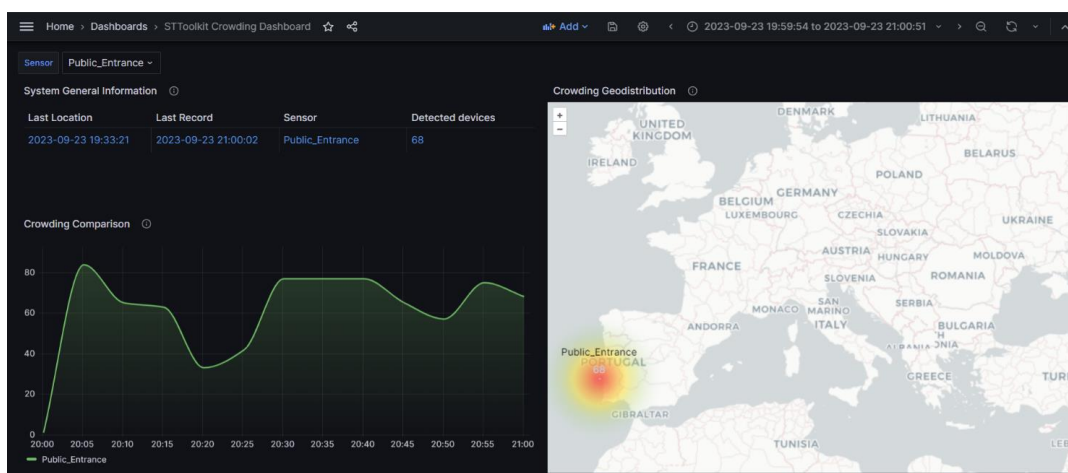 Home › Dashboards › STToolkit Crowding Dashboard
Add
2023-09-23 19:59:54 to 2023-09-23 21:00:51
Sensor Public_Entrance
System General Information
Last Location Last Record Sensor Detected devices
2023-09-23 19:33:21 2023-09-23 21:00:02 Public_Entrance 68
Crowding Comparison
80
60
40
20
0
20:00 20:05 20:10 20:15 20:20 20:25 20:30 20:35 20:40 20:45 20:50 20:55 21:00
Public_Entrance
Crowding Geodistribution
+
−
DENMARK
LITHUANIA
UNITED
KINGDOM
IRELAND
BELARUS
POLAND
GERMANY
BELGIUM
LUXEMBOURG
CZECHIA
UKRAINE
SLOVAKIA
AUSTRIA
HUNGARY
MOLDOVA
FRANCE
SLOVENIA
ROMANIA
MONACO
SAN
MARINO
SERBIA
ITALY
ANDORRA
BULGARIA
Public_Entrance
PORTUGAL
68
GREECE
TUR
GIBRALTAR
TUNISIA
LEB